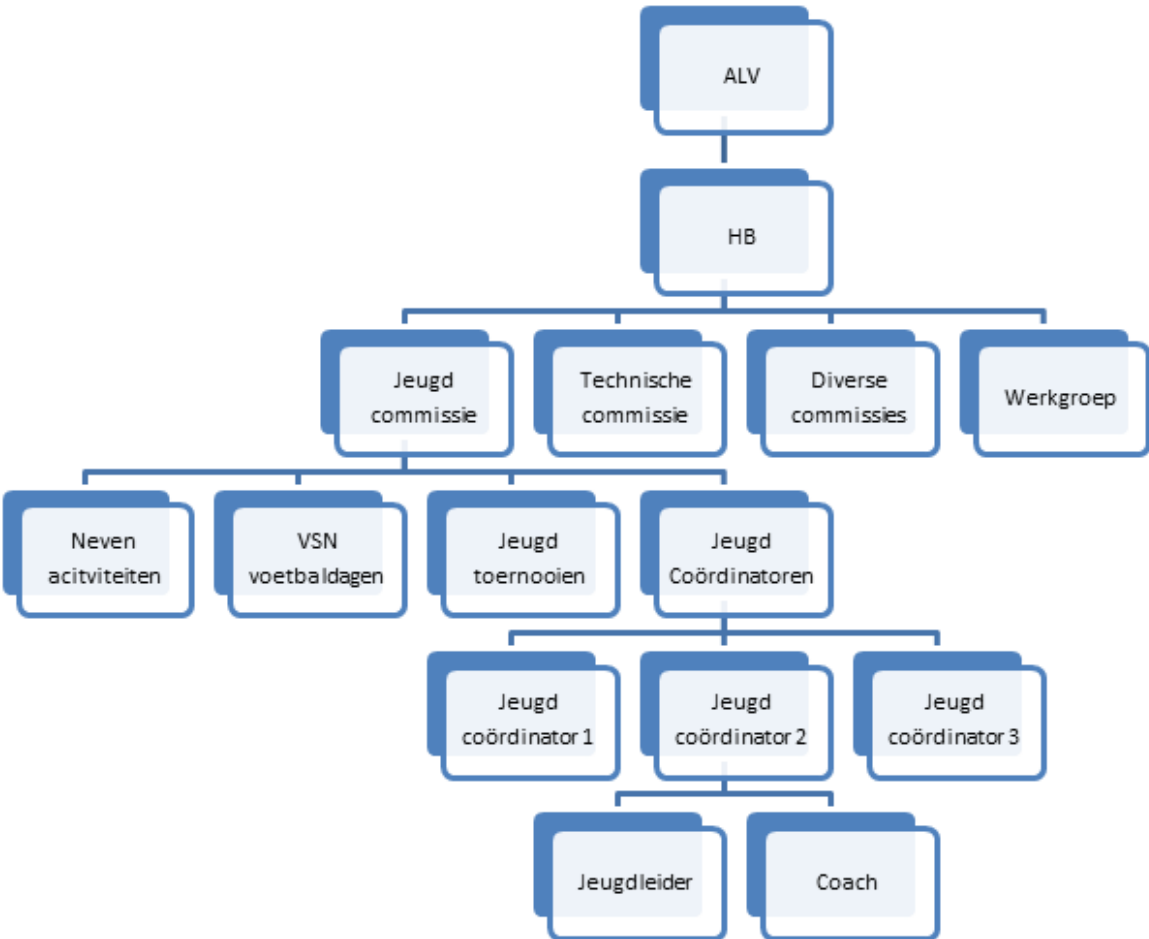 ALV
HB
Jeugd
commissie
Technische
commissie
Diverse
commissies
Werkgroep
Neven
acitviteiten
VSN
voetbaldagen
Jeugd
toernooien
Jeugd
Coördinatoren
Jeugd
coördinator 1
Jeugd
coördinator 2
Jeugd
coördinator 3
Jeugdleider
Coach